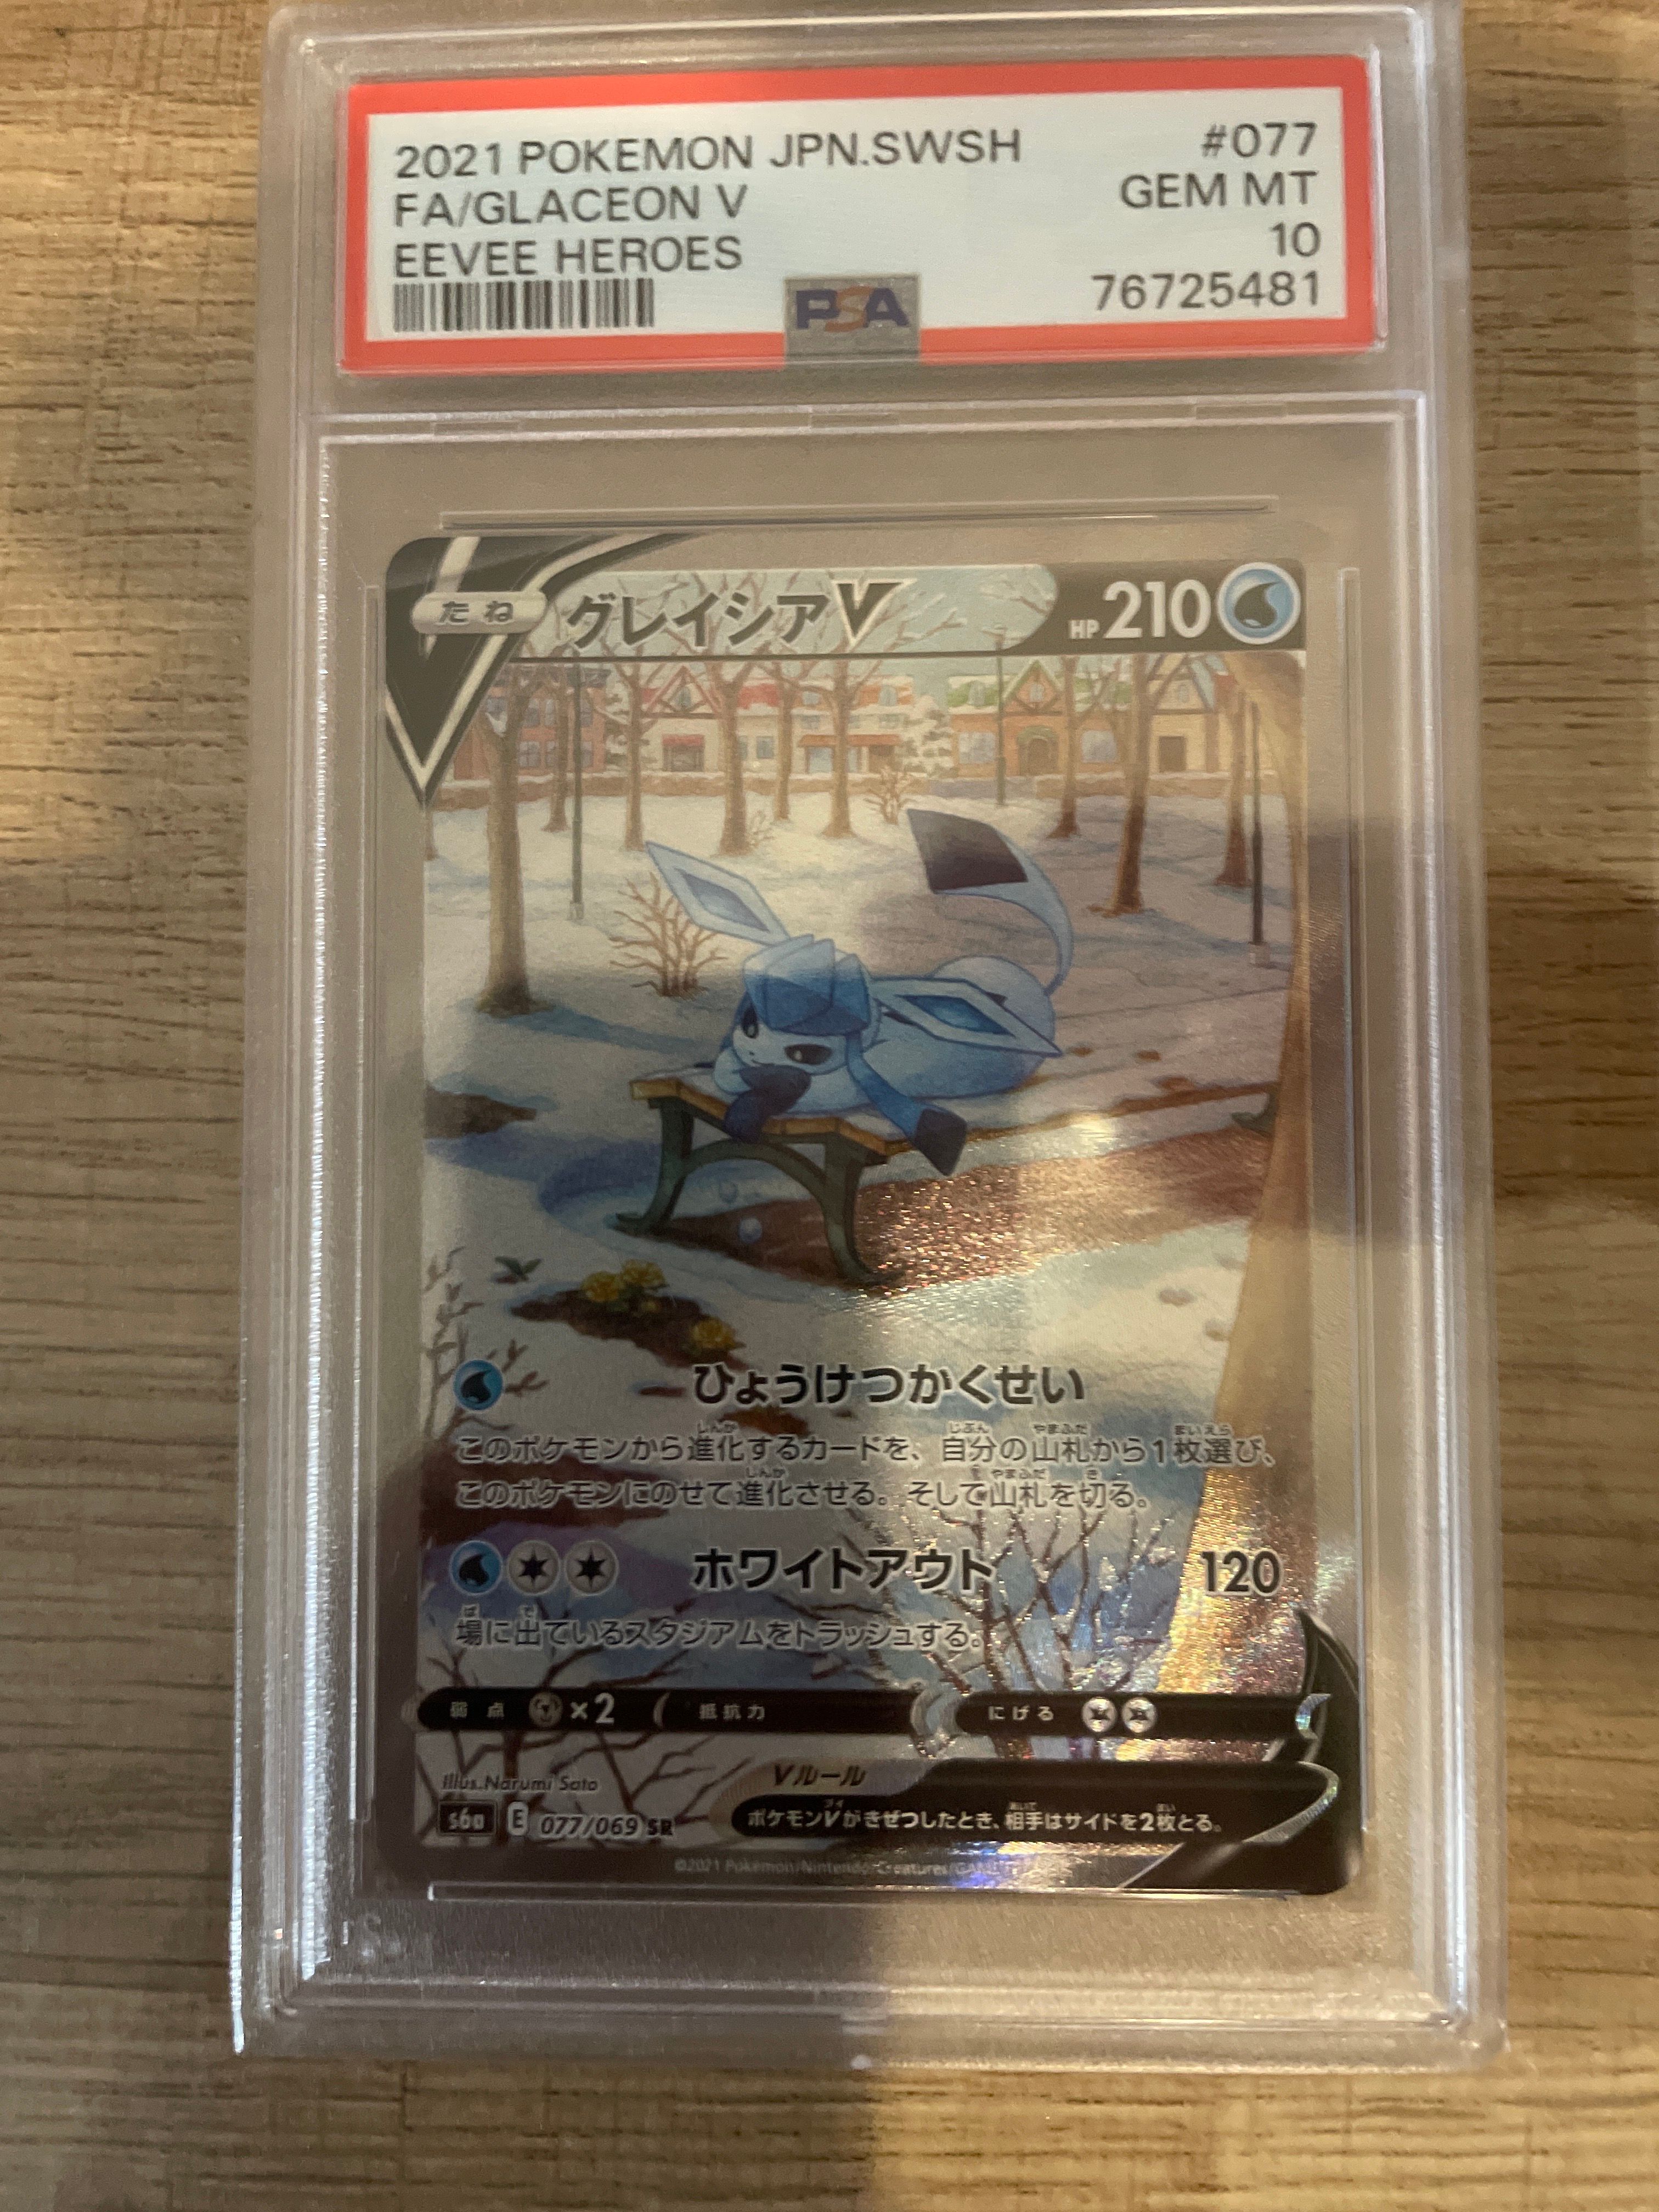 2021 POKEMON JPN.SWSH #077
FA/GLACEON V GEM MT
EEVEE HEROES 10
76725481
PSA
たね グレイシアV HP210
ひょうけつかくせい
このポケモンから進化するカードを、自分の山札から1枚選び、
このポケモンにのせて進化させる。そして山札を切る。
ホワイトアウト 120
場に出ているスタジアムをトラッシュする。
弱点 ×2 抵抗力 にげる
Illus. Narumi Sato
Vルール
s6a E 077/069 SR
ポケモンVがきぜつしたとき、相手はサイドを2枚とる。
©2021 Pokémon/Nintendo/Creatures/GAME